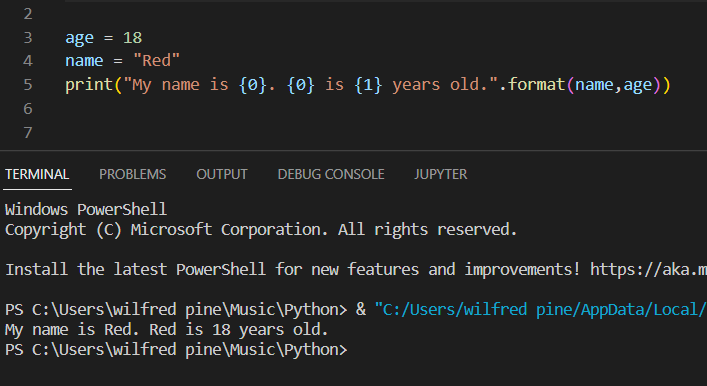 2
3 age = 18
4 name = "Red"
5 print("My name is {0}. {0} is {1} years old.".format(name,age))
6
7
TERMINAL PROBLEMS OUTPUT DEBUG CONSOLE JUPYTER
Windows PowerShell
Copyright (C) Microsoft Corporation. All rights reserved.
Install the latest PowerShell for new features and improvements! https://aka.m
PS C:\Users\wilfred pine\Music\Python> & "C:/Users/wilfred pine/AppData/Local/
My name is Red. Red is 18 years old.
PS C:\Users\wilfred pine\Music\Python>